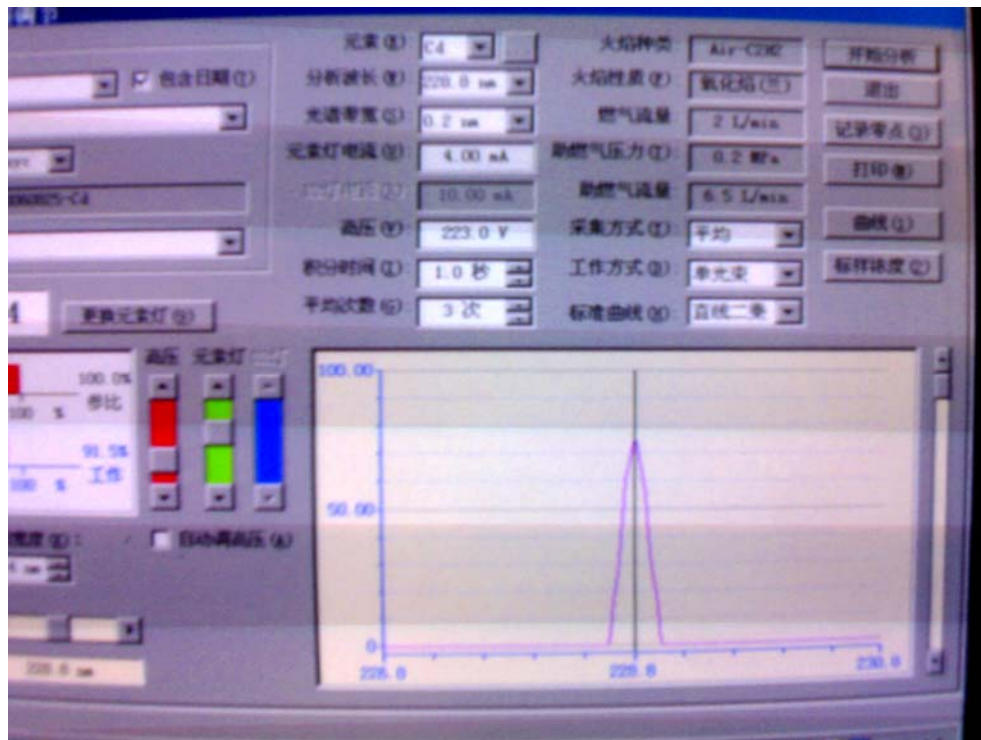 元素(E) Cd 火焰种类 Air-C2H2 开始分析
包含日期(T) 分析波长(W) 228.8 nm 火焰性质(P) 氧化焰(兰) 退出
光谱带宽(S) 0.2 nm 燃气流量 2 L/min 记录零点(Q)
元素灯电流(U) 4.00 mA 助燃气压力 0.2 MPa 打印
10.00 mA 助燃气流量 6.5 L/min
高压(V) 223.0 V 采集方式 平均 曲线(L)
积分时间(I) 1.0 秒 工作方式 单光束 标样浓度
更换元素灯 平均次数(G) 3 次 标准曲线 直线二乘
高压 元素灯
100.0%
100 % 参比
91.5%
100 % 工作
自动调高压(A)
228.8 nm
100.00
50.00
0
228.8
230.0